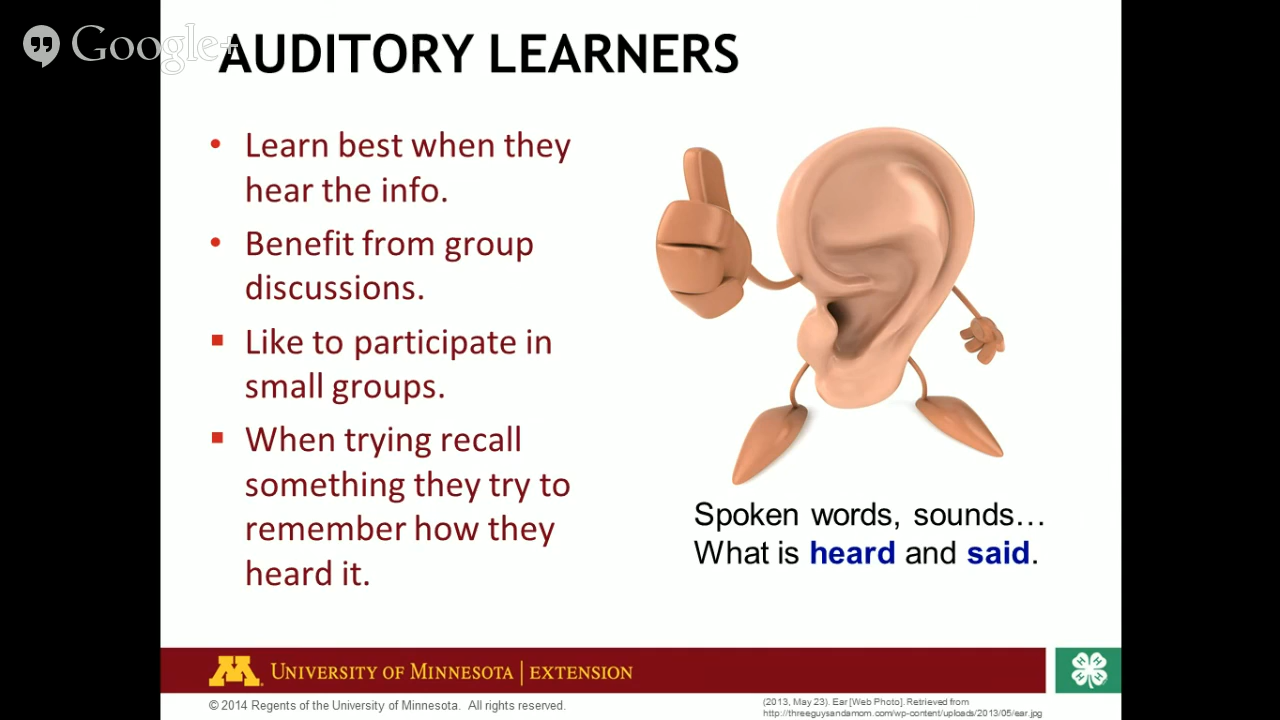 Google+
AUDITORY LEARNERS
• Learn best when they
hear the info.
• Benefit from group
discussions.
▪ Like to participate in
small groups.
▪ When trying recall
something they try to
remember how they
heard it.
Spoken words, sounds…
What is heard and said.
M UNIVERSITY OF MINNESOTA | EXTENSION
© 2014 Regents of the University of Minnesota. All rights reserved.
(2013, May 23). Ear [Web Photo]. Retrieved from
http://threeguysandamom.com/wp-content/uploads/2013/05/ear.jpg
H H H H